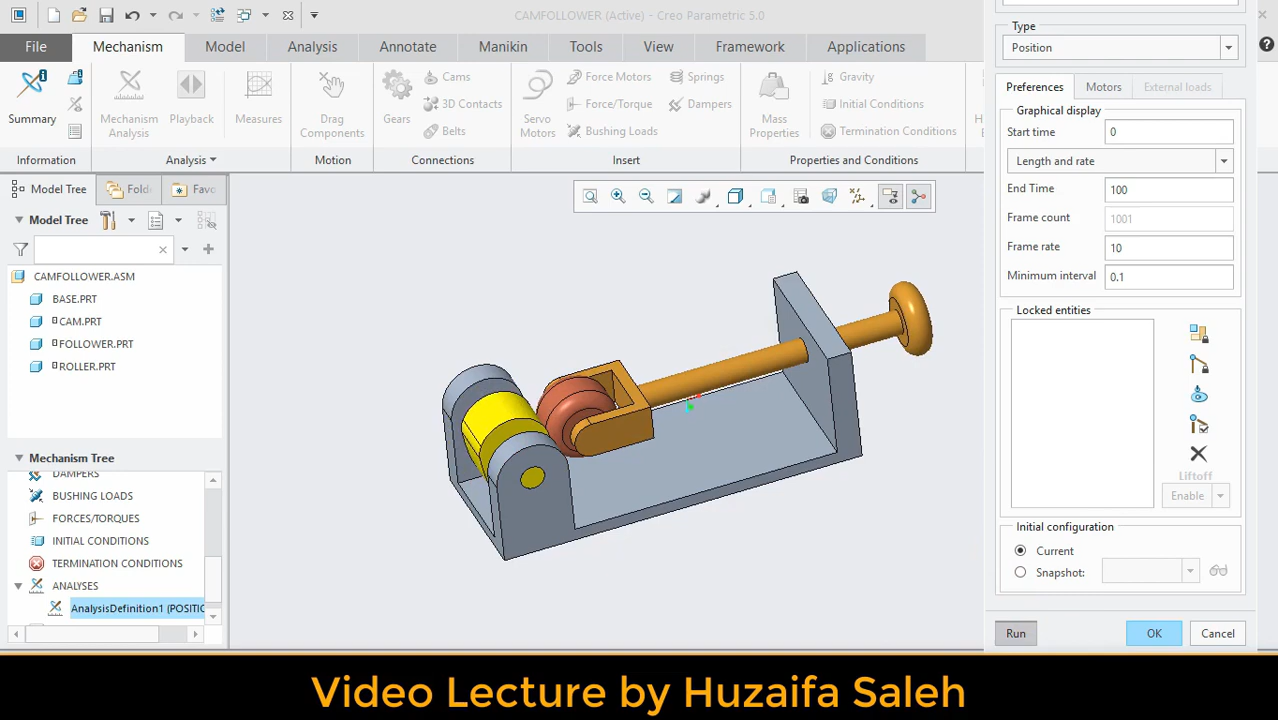 CAMFOLLOWER (Active) - Creo Parametric 5.0
File Mechanism Model Analysis Annotate Manikin Tools View Framework Applications
Summary
Mechanism Analysis
Playback
Measures
Drag Components
Gears
Cams
3D Contacts
Belts
Servo Motors
Force Motors
Force/Torque
Bushing Loads
Springs
Dampers
Mass Properties
Gravity
Initial Conditions
Termination Conditions
Information Analysis Motion Connections Insert Properties and Conditions
Model Tree Fold Favo
Model Tree
CAMFOLLOWER.ASM
BASE.PRT
CAM.PRT
FOLLOWER.PRT
ROLLER.PRT
Mechanism Tree
DAMPERS
BUSHING LOADS
FORCES/TORQUES
INITIAL CONDITIONS
TERMINATION CONDITIONS
ANALYSES
AnalysisDefinition1 (POSITIO
Type
Position
Preferences Motors External loads
Graphical display
Start time 0
Length and rate
End Time 100
Frame count 1001
Frame rate 10
Minimum interval 0.1
Locked entities
Liftoff
Enable
Initial configuration
Current
Snapshot:
Run OK Cancel
Video Lecture by Huzaifa Saleh